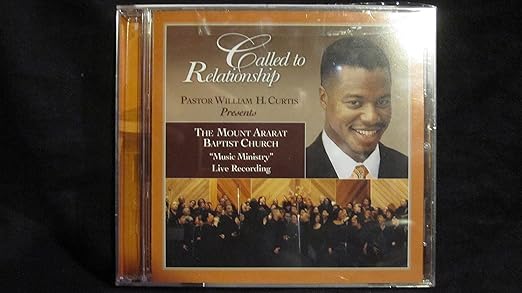 Called to
Relationship
PASTOR WILLIAM H. CURTIS
Presents
THE MOUNT ARARAT
BAPTIST CHURCH
"Music Ministry"
Live Recording